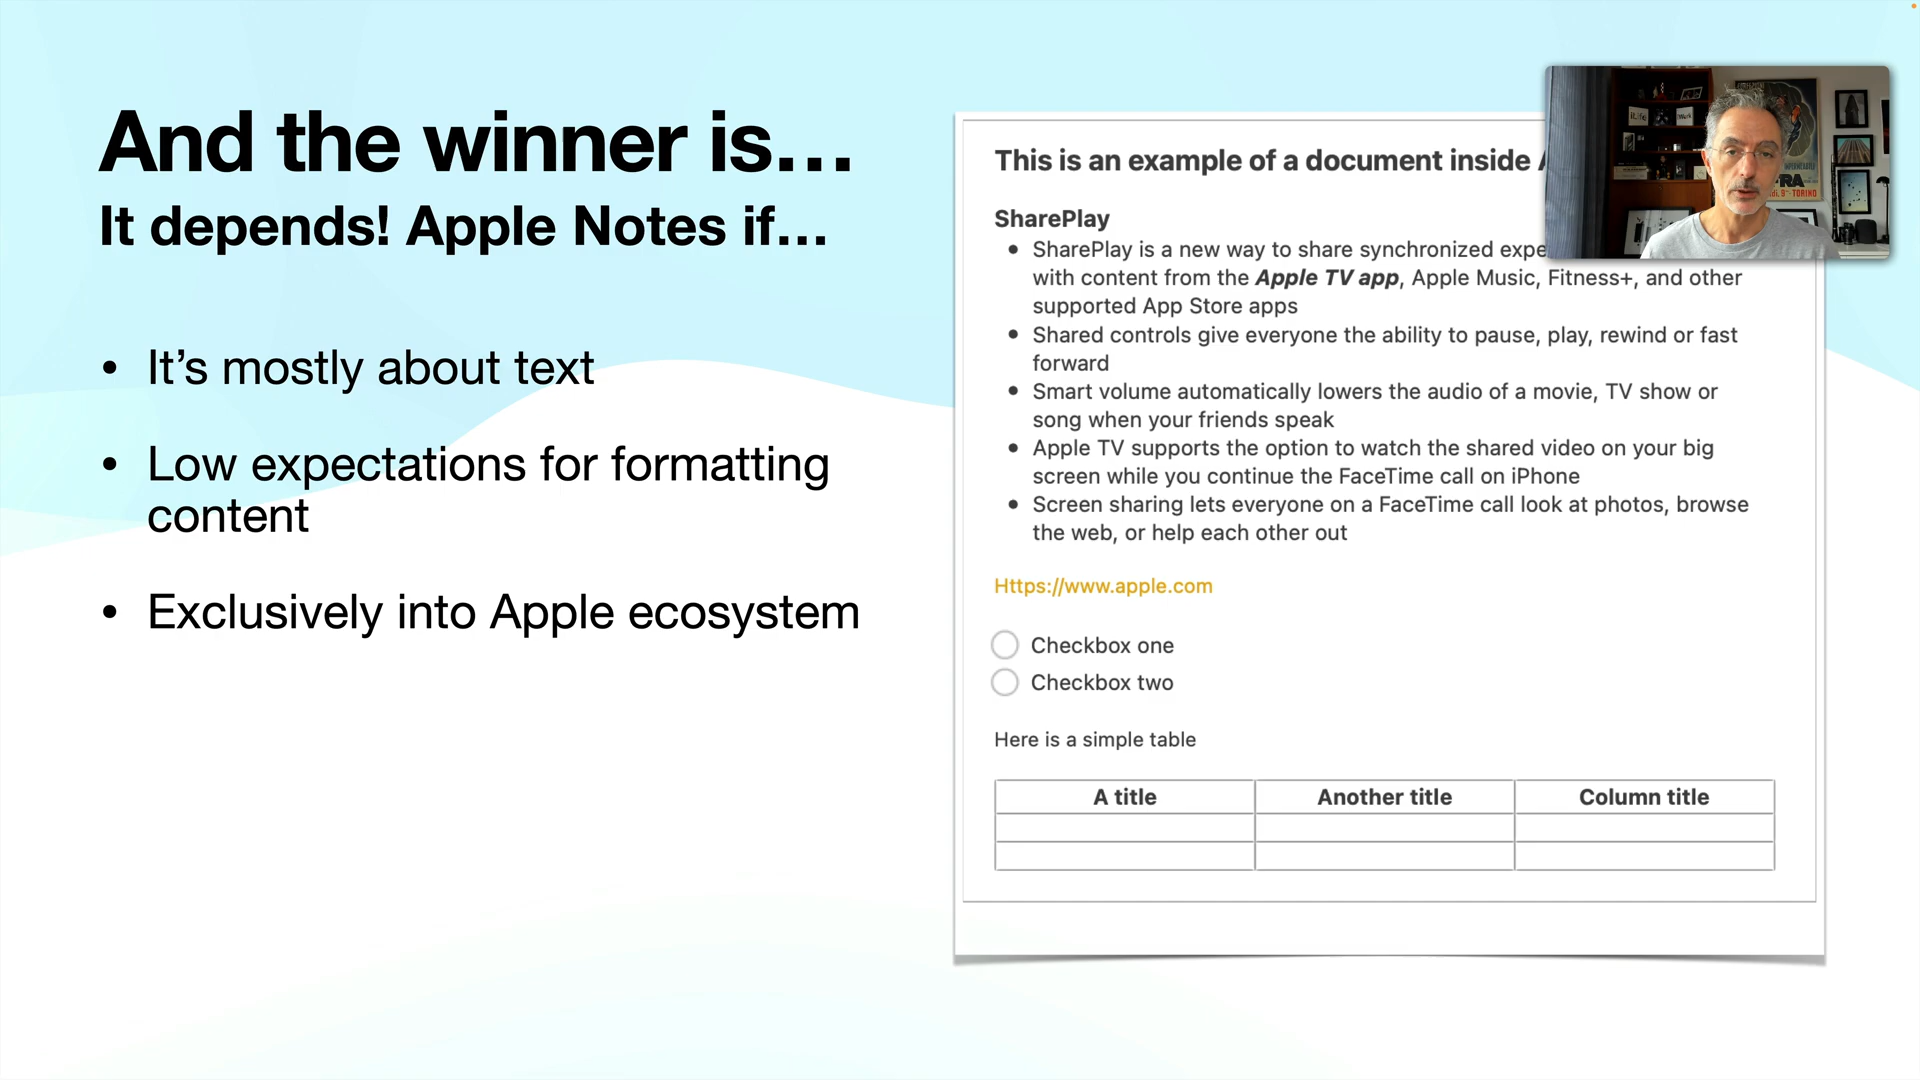 And the winner is…
It depends! Apple Notes if…
• It’s mostly about text
• Low expectations for formatting
content
• Exclusively into Apple ecosystem
This is an example of a document inside
SharePlay
• SharePlay is a new way to share synchronized
with content from the Apple TV app, Apple Music, Fitness+, and other
supported App Store apps
• Shared controls give everyone the ability to pause, play, rewind or fast
forward
• Smart volume automatically lowers the audio of a movie, TV show or
song when your friends speak
• Apple TV supports the option to watch the shared video on your big
screen while you continue the FaceTime call on iPhone
• Screen sharing lets everyone on a FaceTime call look at photos, browse
the web, or help each other out
Https://www.apple.com
Checkbox one
Checkbox two
Here is a simple table
A title Another title Column title
iLife
iWork
TORINO